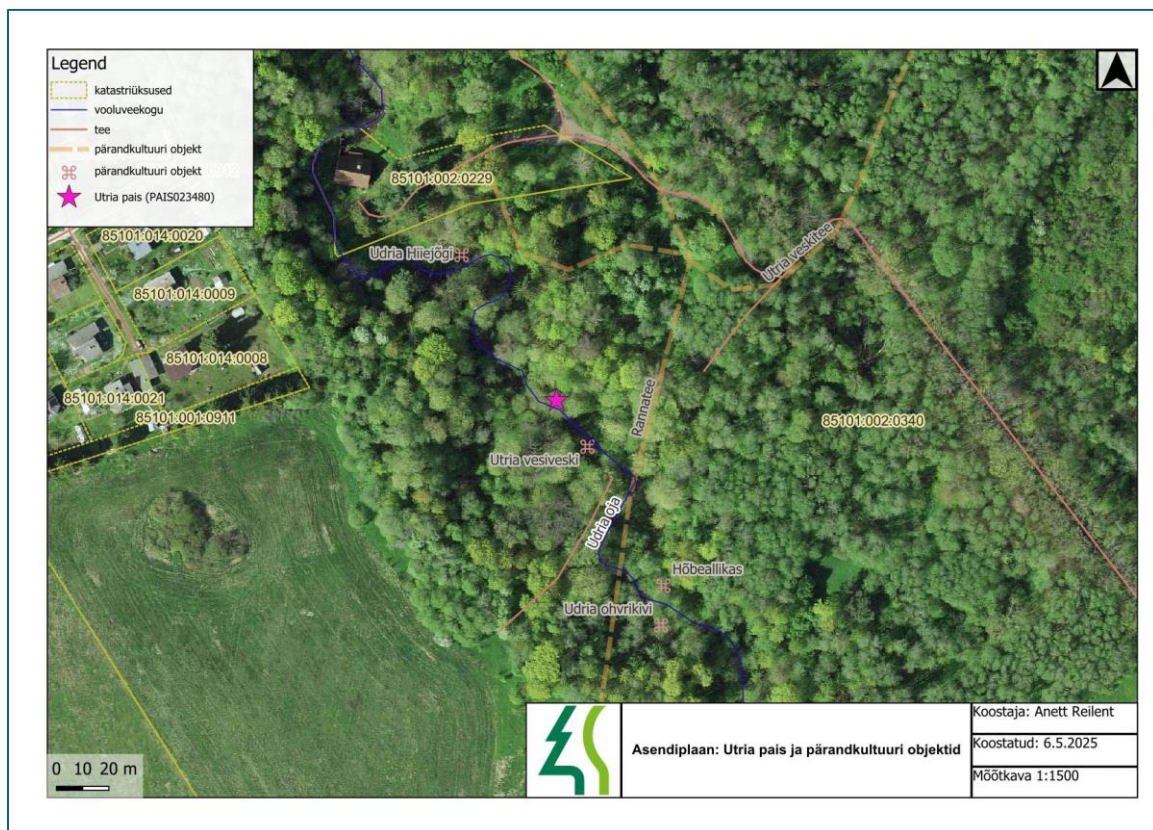 Legend
katastriüksused
vooluveekogu
tee
pärandkultuuri objekt
pärandkultuuri objekt
Utria pais (PAIS023480)
85101:002:0229
85101:014:0020
Udria Hiiejõgi
Utria veskitee
85101:014:0009
85101:014:0008
85101:014:0021
85101:001:0911
Rannatee
85101:002:0340
Utria vesiveski
Udria oja
Hõbeallikas
Udria ohvrikivi
0 10 20 m
Asendiplaan: Utria pais ja pärandkultuuri objektid
Koostaja: Anett Reilent
Koostatud: 6.5.2025
Mõõtkava 1:1500